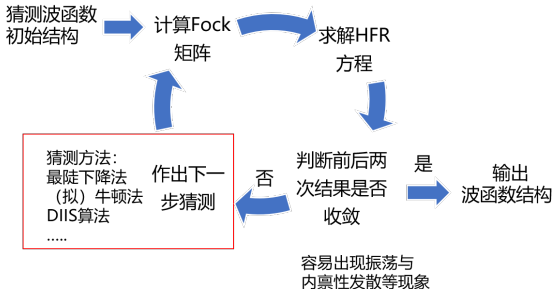 猜测波函数
初始结构
计算Fock
矩阵
求解HFR
方程
猜测方法：
最陡下降法
（拟）牛顿法
DIIS算法
.....
作出下一
步猜测
否
判断前后两
次结果是否
收敛
是
输出
波函数结构
容易出现振荡与
内禀性发散等现象